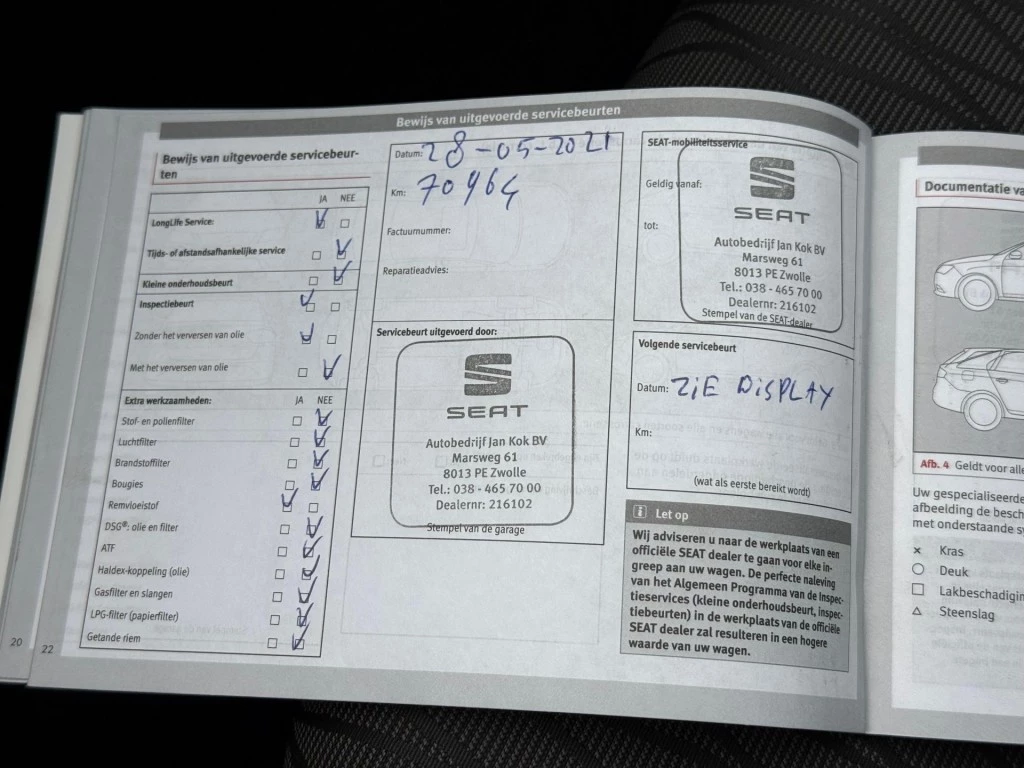 Bewijs van uitgevoerde servicebeurten
Bewijs van uitgevoerde servicebeur-
ten
JA NEE
LongLife Service:
Tijds- of afstandsafhankelijke service
Kleine onderhoudsbeurt
Inspectiebeurt
Zonder het verversen van olie
Met het verversen van olie
Extra werkzaamheden: JA NEE
Stof- en pollenfilter
Luchtfilter
Brandstoffilter
Bougies
Remvloeistof
DSG®: olie en filter
ATF
Haldex-koppeling (olie)
Gasfilter en slangen
LPG-filter (papierfilter)
Getande riem
20
22
Datum: 28-05-2021
Km: 70964
Factuurnummer:
Reparatieadvies:
Servicebeurt uitgevoerd door:
SEAT
Autobedrijf Jan Kok BV
Marsweg 61
8013 PE Zwolle
Tel.: 038 - 465 70 00
Dealernr: 216102
Stempel van de garage
SEAT-mobiliteitsservice
Geldig vanaf:
tot:
SEAT
Autobedrijf Jan Kok BV
Marsweg 61
8013 PE Zwolle
Tel.: 038 - 465 70 00
Dealernr: 216102
Stempel van de SEAT-dealer
Volgende servicebeurt
Datum: ZIE DISPLAY
Km:
(wat als eerste bereikt wordt)
i Let op
Wij adviseren u naar de werkplaats van een
officiële SEAT dealer te gaan voor elke in-
greep aan uw wagen. De perfecte naleving
van het Algemeen Programma van de Inspec-
tieservices (kleine onderhoudsbeurt, inspec-
tiebeurten) in de werkplaats van de officiële
SEAT dealer zal resulteren in een hogere
waarde van uw wagen.
Documentatie va
Afb. 4 Geldt voor alle
Uw gespecialiseerde
afbeelding de besch
met onderstaande sy
× Kras
○ Deuk
□ Lakbeschadigin
△ Steenslag